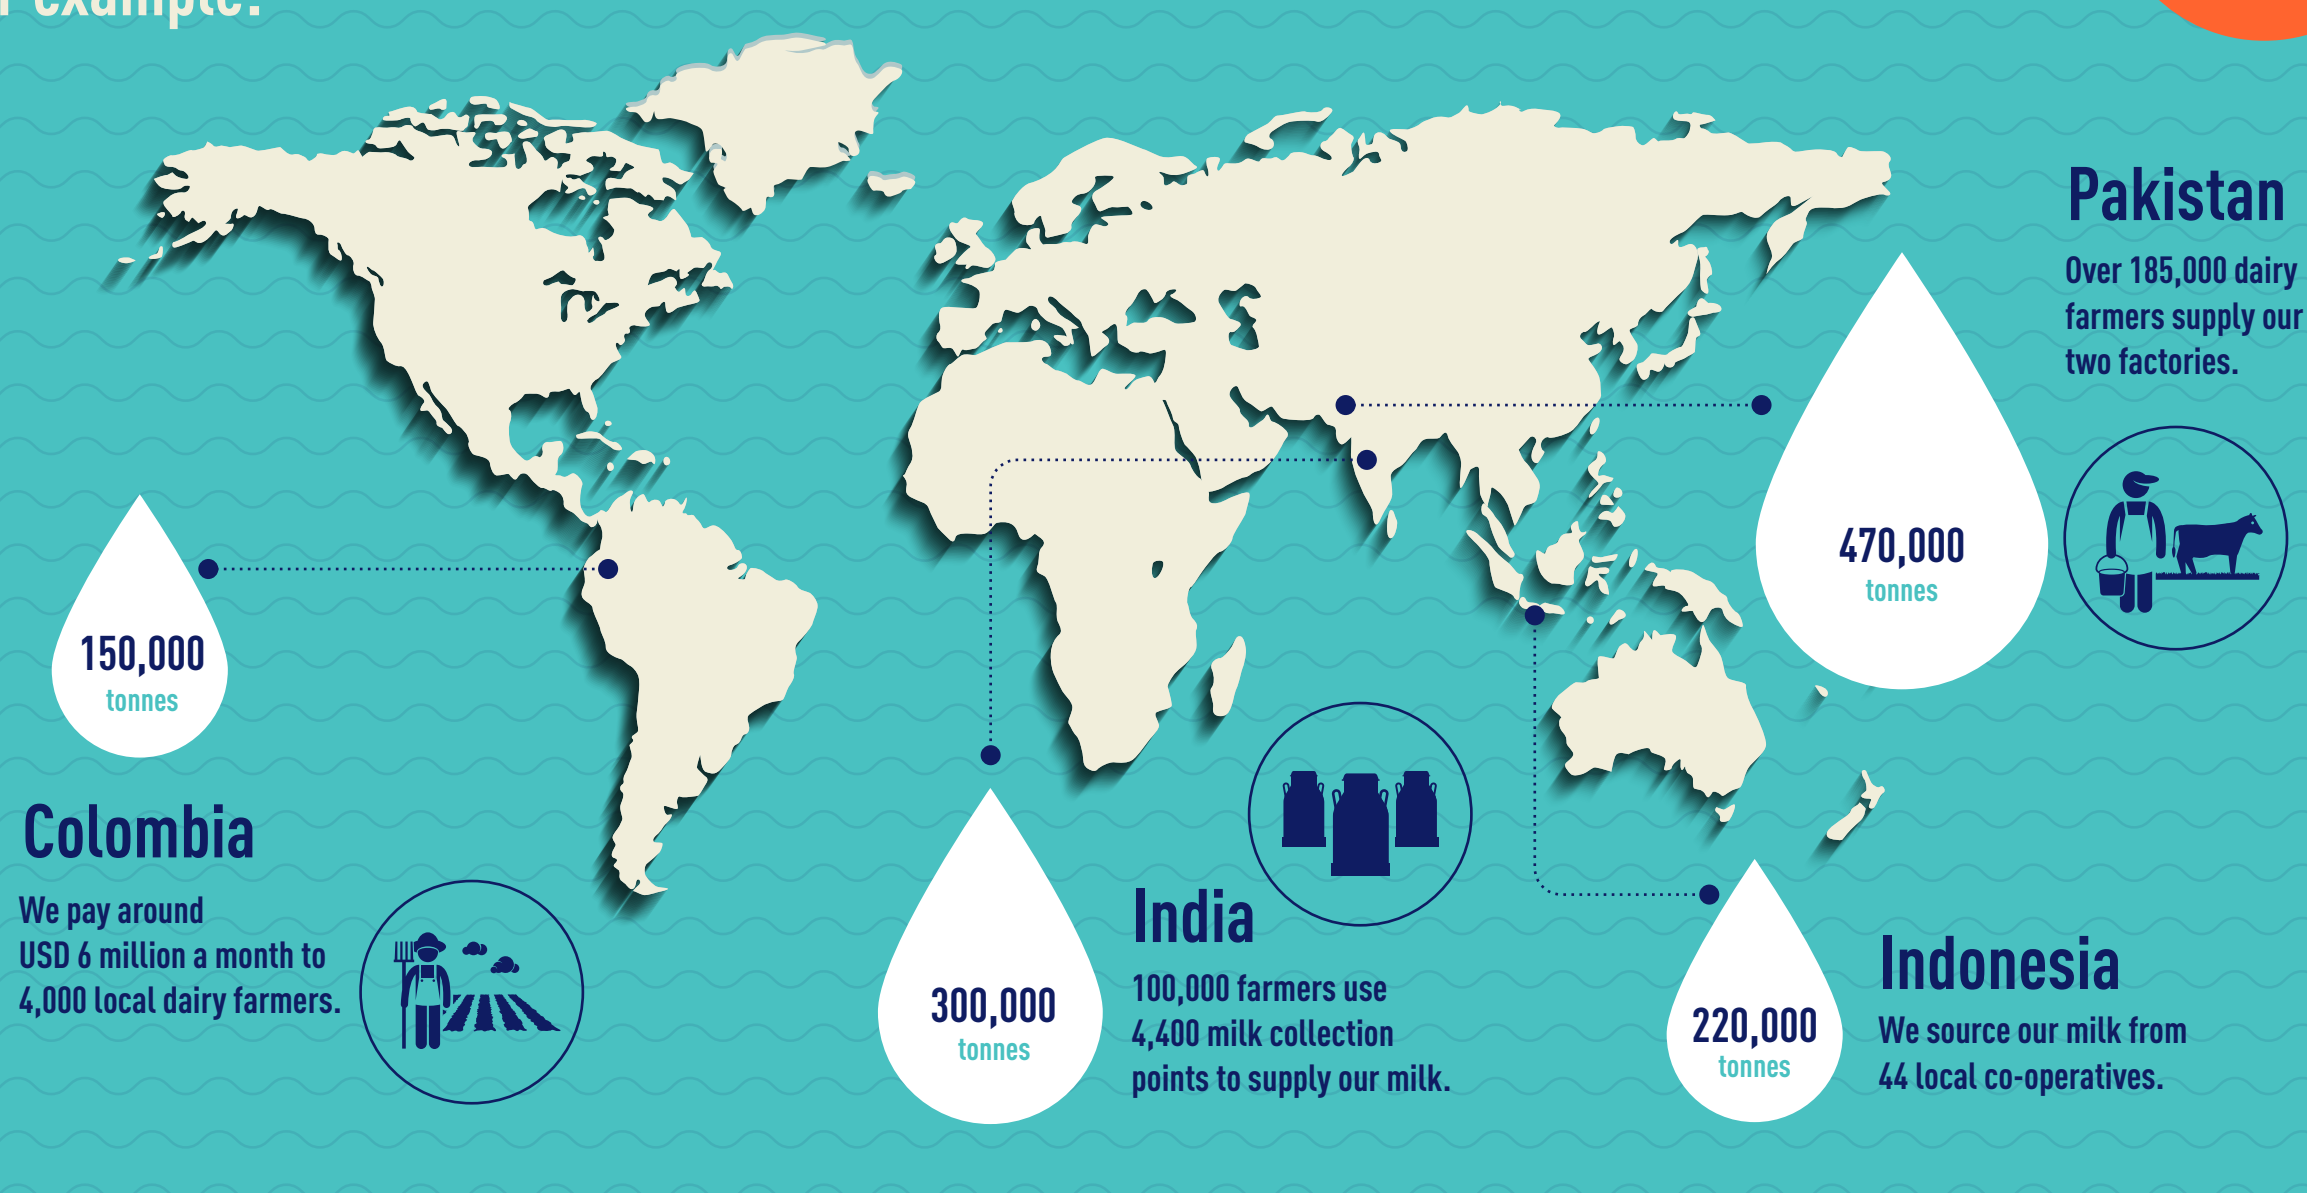 example:
Pakistan
Over 185,000 dairy
farmers supply our
two factories.
470,000
tonnes
150,000
tonnes
Colombia
We pay around
USD 6 million a month to
4,000 local dairy farmers.
300,000
tonnes
India
100,000 farmers use
4,400 milk collection
points to supply our milk.
220,000
tonnes
Indonesia
We source our milk from
44 local co-operatives.